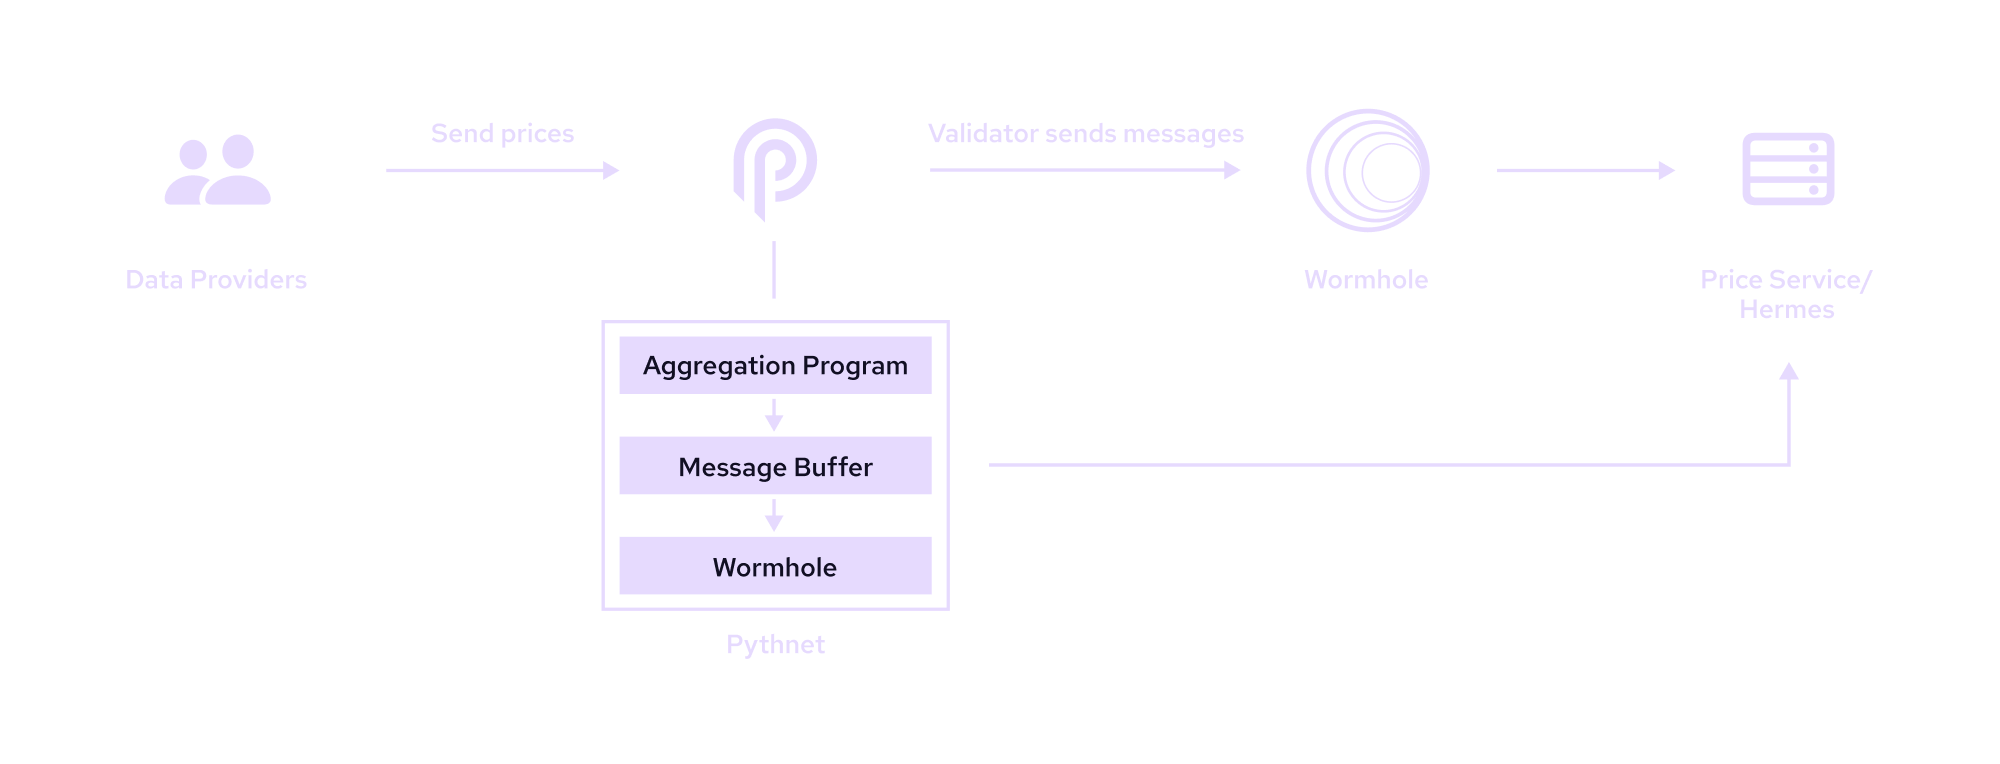 Send prices
Validator sends messages
Data Providers
Wormhole
Price Service/
Hermes
Aggregation Program
Message Buffer
Wormhole
Pythnet